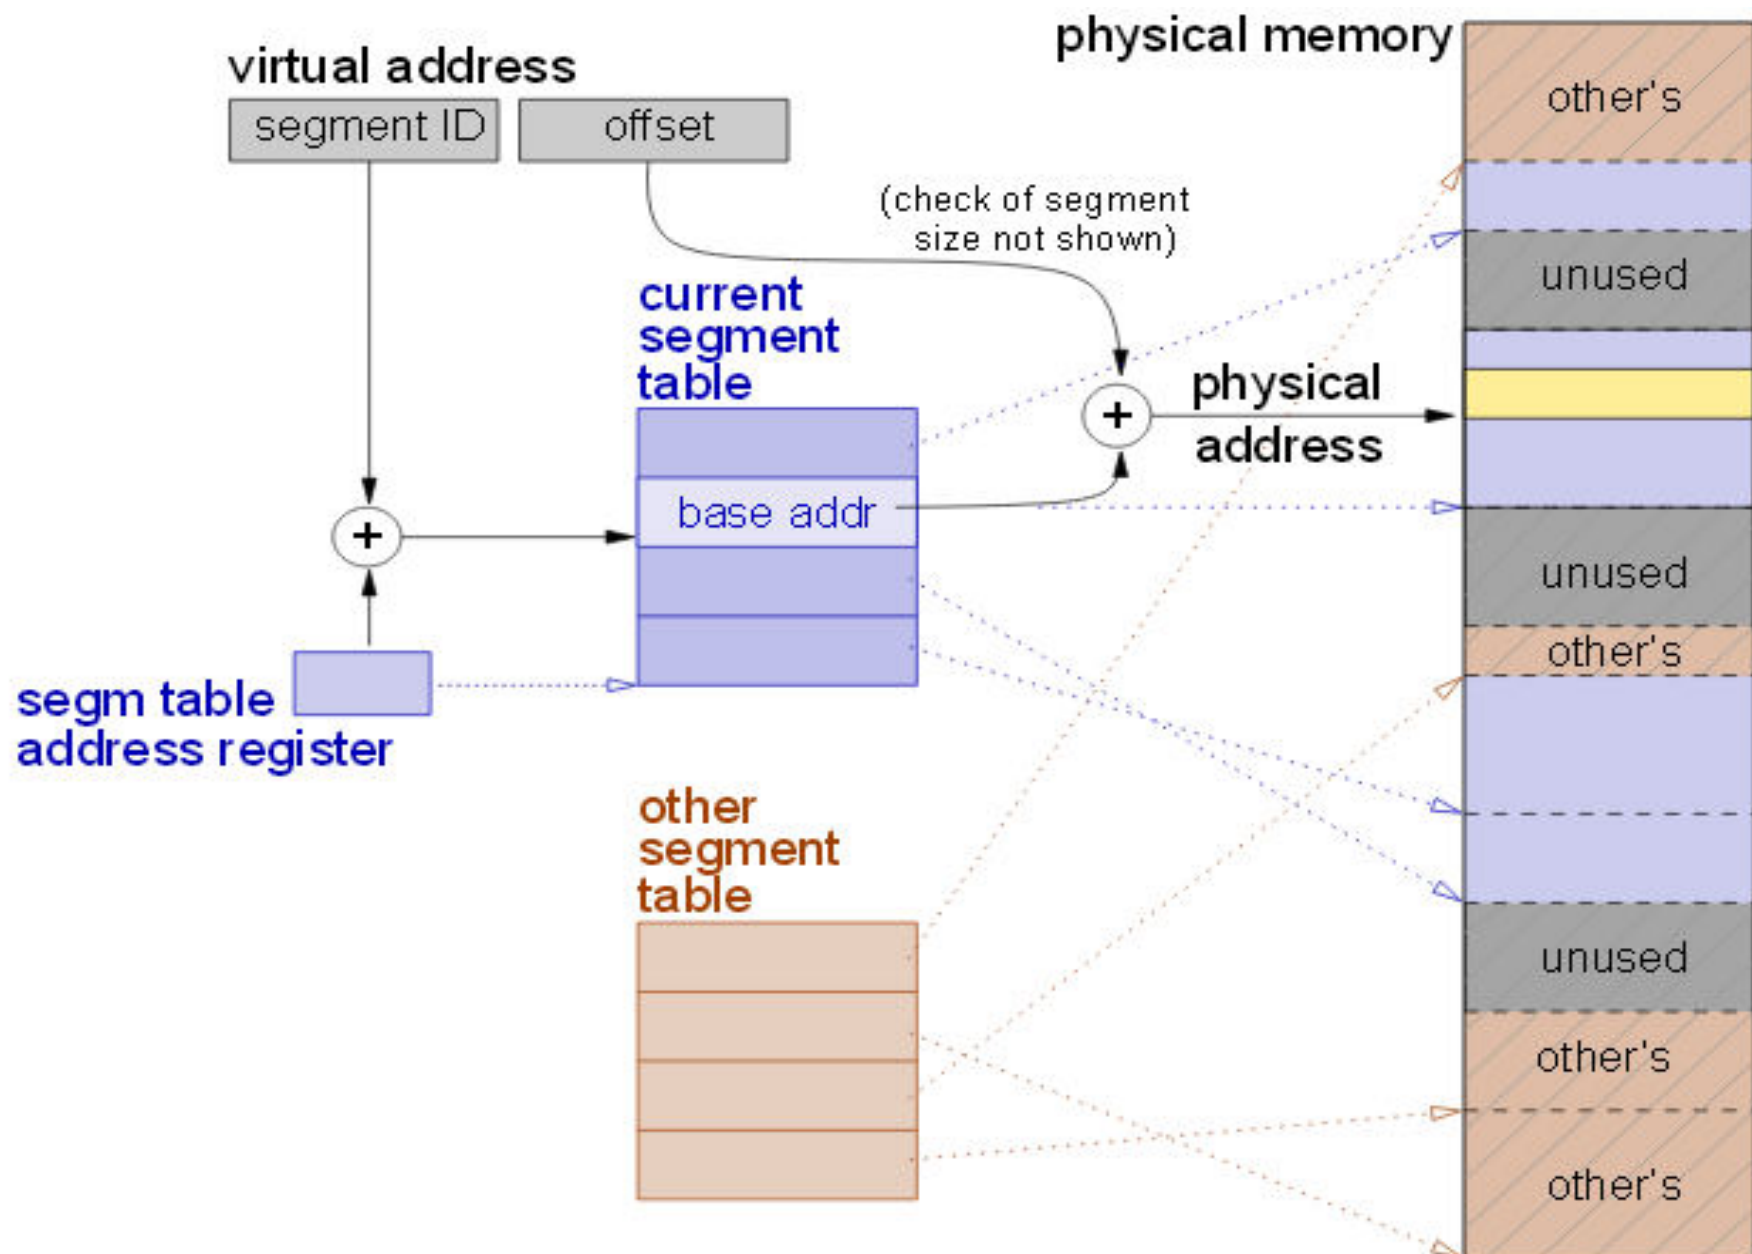 physical memory
virtual address
segment ID
offset
other's
(check of segment
size not shown)
unused
current
segment
table
physical
address
+
base addr
+
unused
other's
segm table
address register
other
segment
table
unused
other's
other's